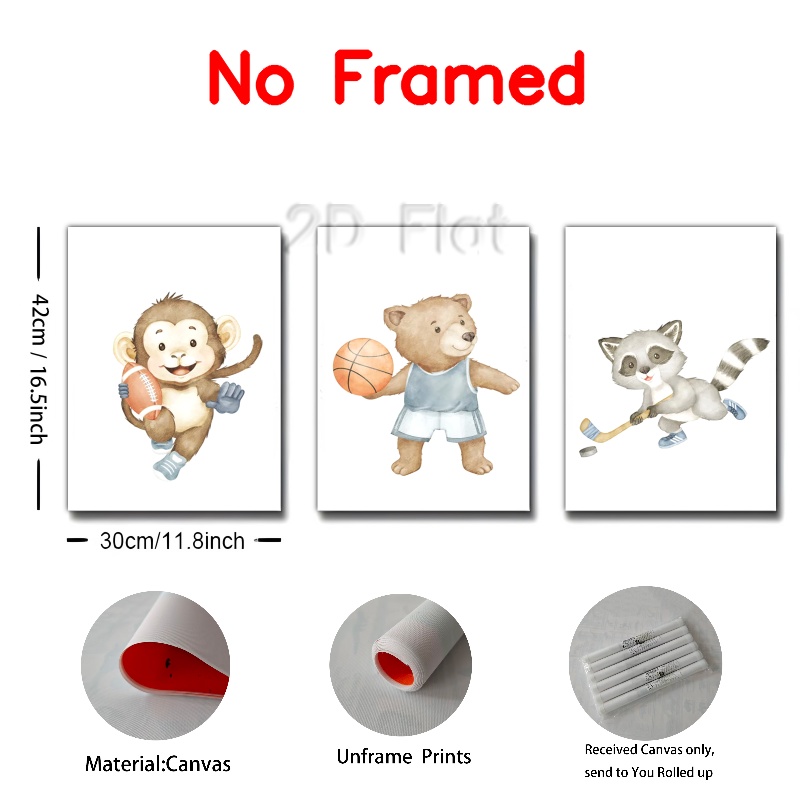 No Framed
2D Flat
42cm / 16.5inch
30cm/11.8inch
Material:Canvas
Unframe Prints
Received Canvas only,
send to You Rolled up